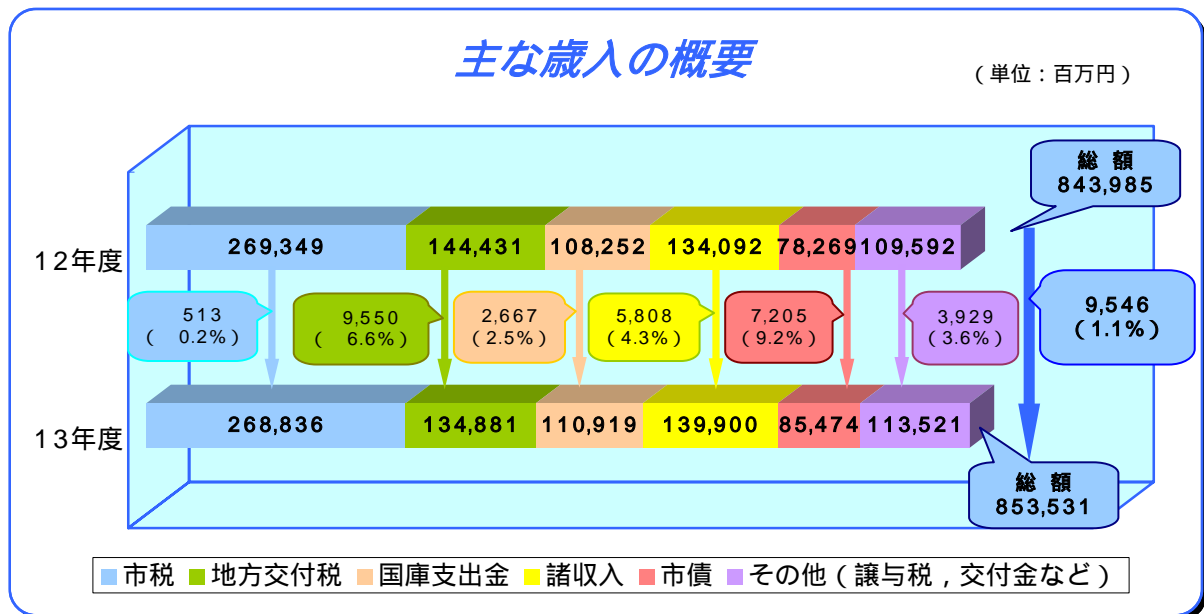 主な歳入の概要
（単位：百万円）
総 額
843,985
12年度
269,349 144,431 108,252 134,092 78,269 109,592
513
( 0.2%)
9,550
( 6.6%)
2,667
(2.5%)
5,808
(4.3%)
7,205
(9.2%)
3,929
(3.6%)
9,546
(1.1%)
13年度
268,836 134,881 110,919 139,900 85,474 113,521
総 額
853,531
市税 地方交付税 国庫支出金 諸収入 市債 その他（譲与税，交付金など）